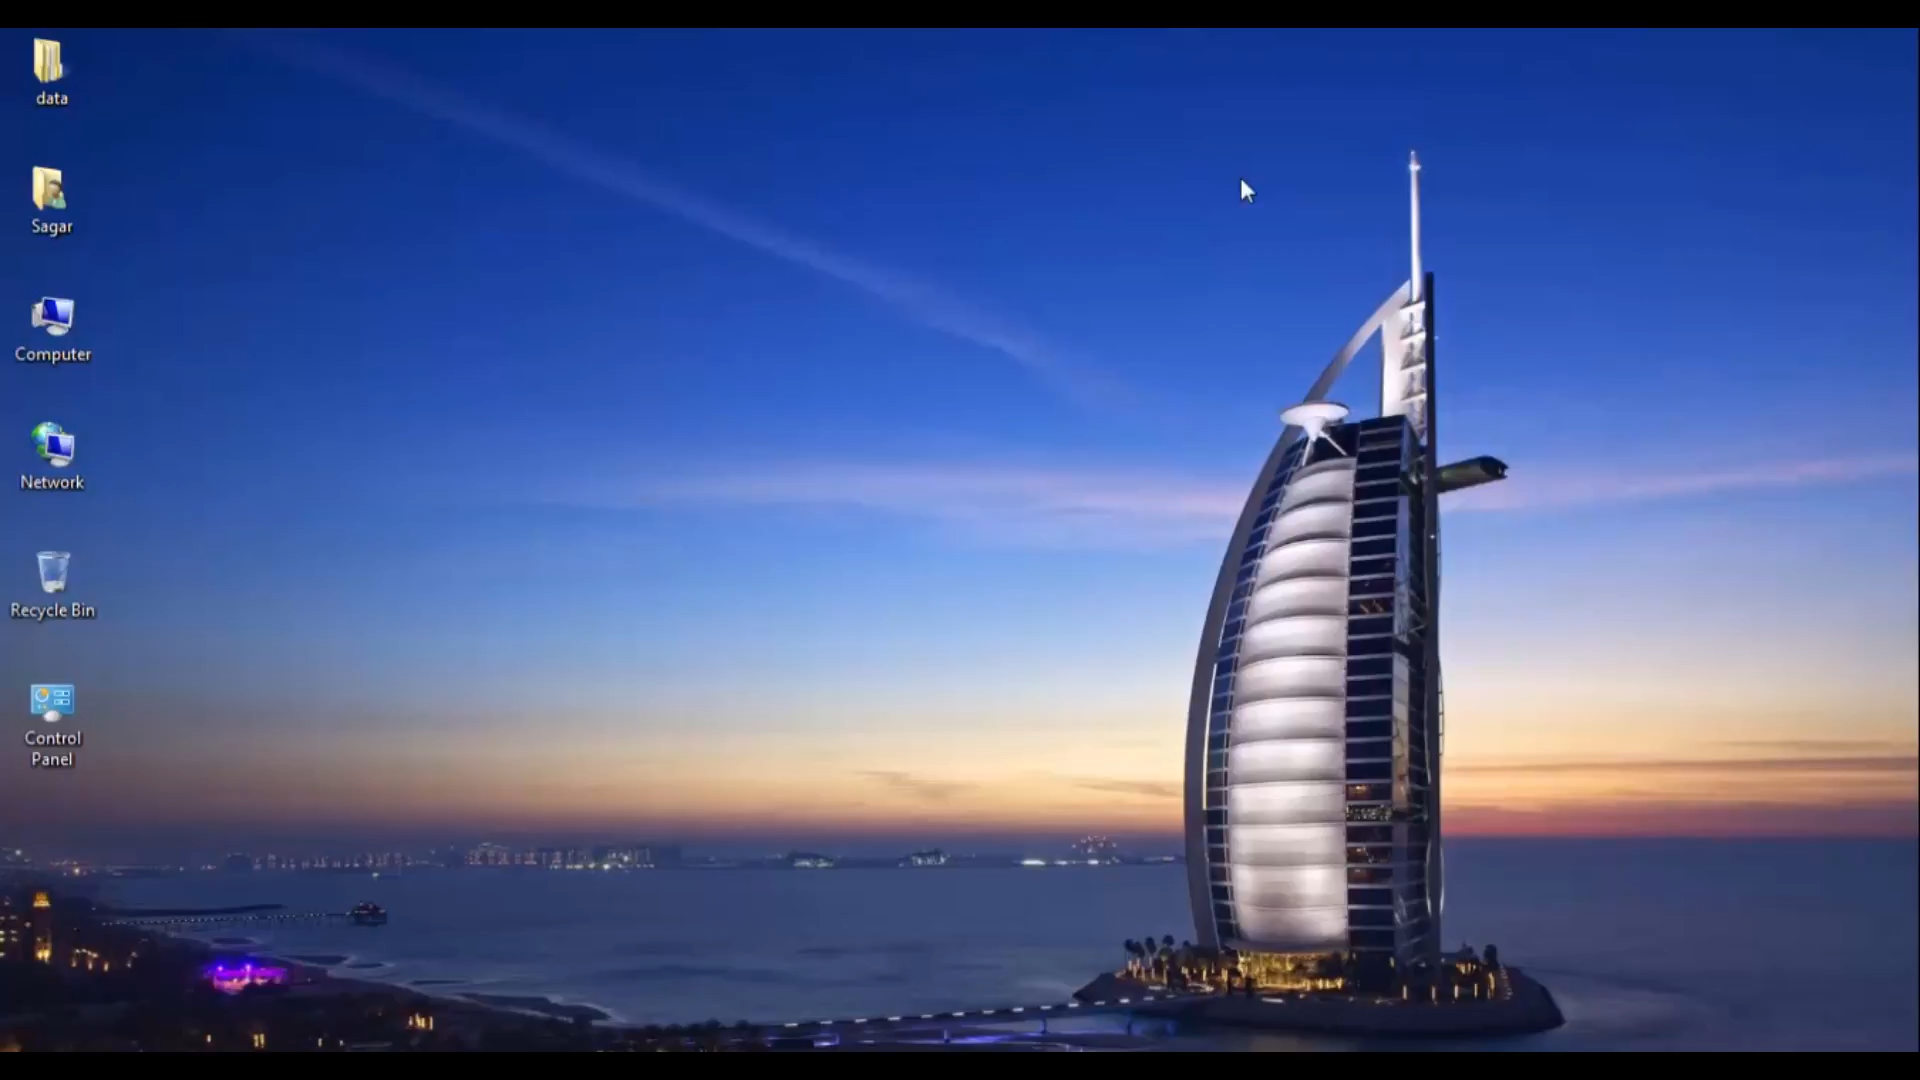 data
Sagar
Computer
Network
Recycle Bin
Control
Panel